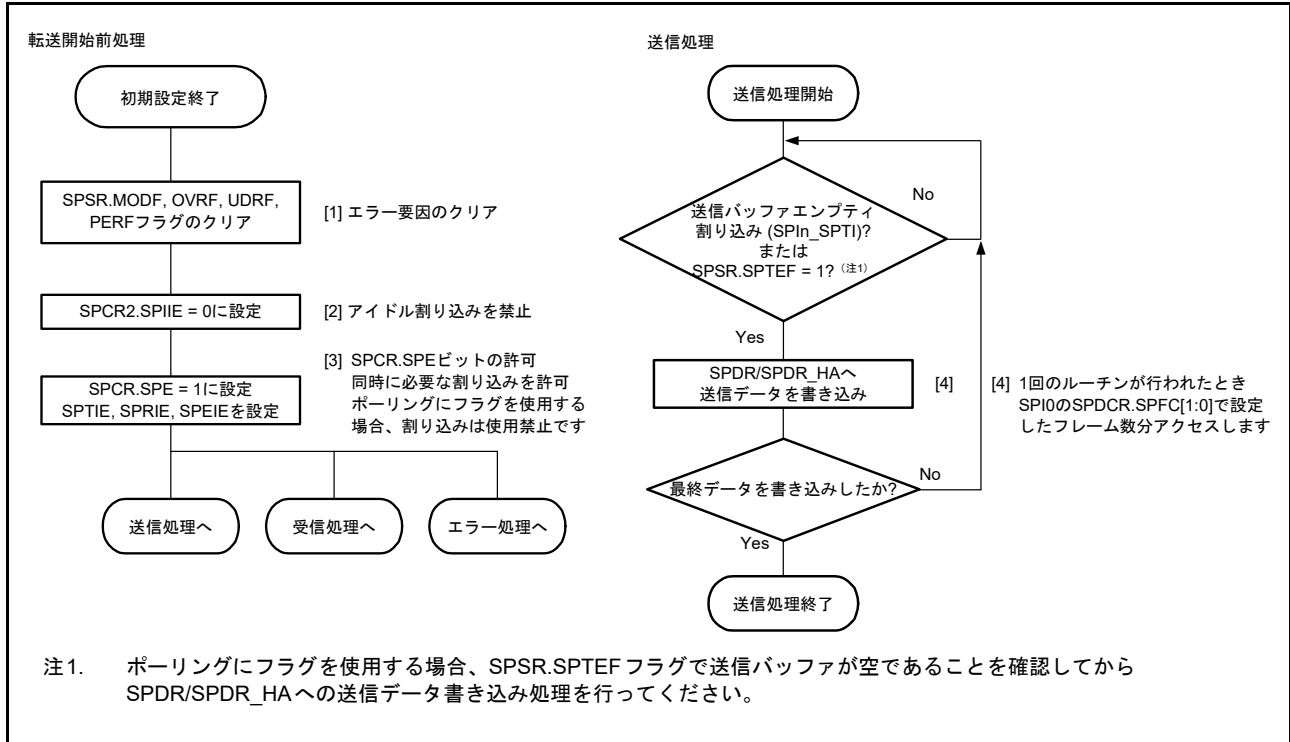 転送開始前処理
初期設定終了
SPSR.MODF, OVRF, UDRF,
PERFフラグのクリア
[1] エラー要因のクリア
SPCR2.SPIIE = 0に設定
[2] アイドル割り込みを禁止
SPCR.SPE = 1に設定
SPTIE, SPRIE, SPEIEを設定
[3] SPCR.SPEビットの許可
同時に必要な割り込みを許可
ポーリングにフラグを使用する
場合、割り込みは使用禁止です
送信処理へ
受信処理へ
エラー処理へ
送信処理
送信処理開始
送信バッファエンプティ
割り込み (SPIn_SPTI)?
または
SPSR.SPTEF = 1? (注1)
No
Yes
SPDR/SPDR_HAへ
送信データを書き込み
[4]
[4] 1回のルーチンが行われたとき
SPI0のSPDCR.SPFC[1:0]で設定
したフレーム数分アクセスします
最終データを書き込みしたか?
No
Yes
送信処理終了
注1. ポーリングにフラグを使用する場合、SPSR.SPTEFフラグで送信バッファが空であることを確認してから
SPDR/SPDR_HAへの送信データ書き込み処理を行ってください。